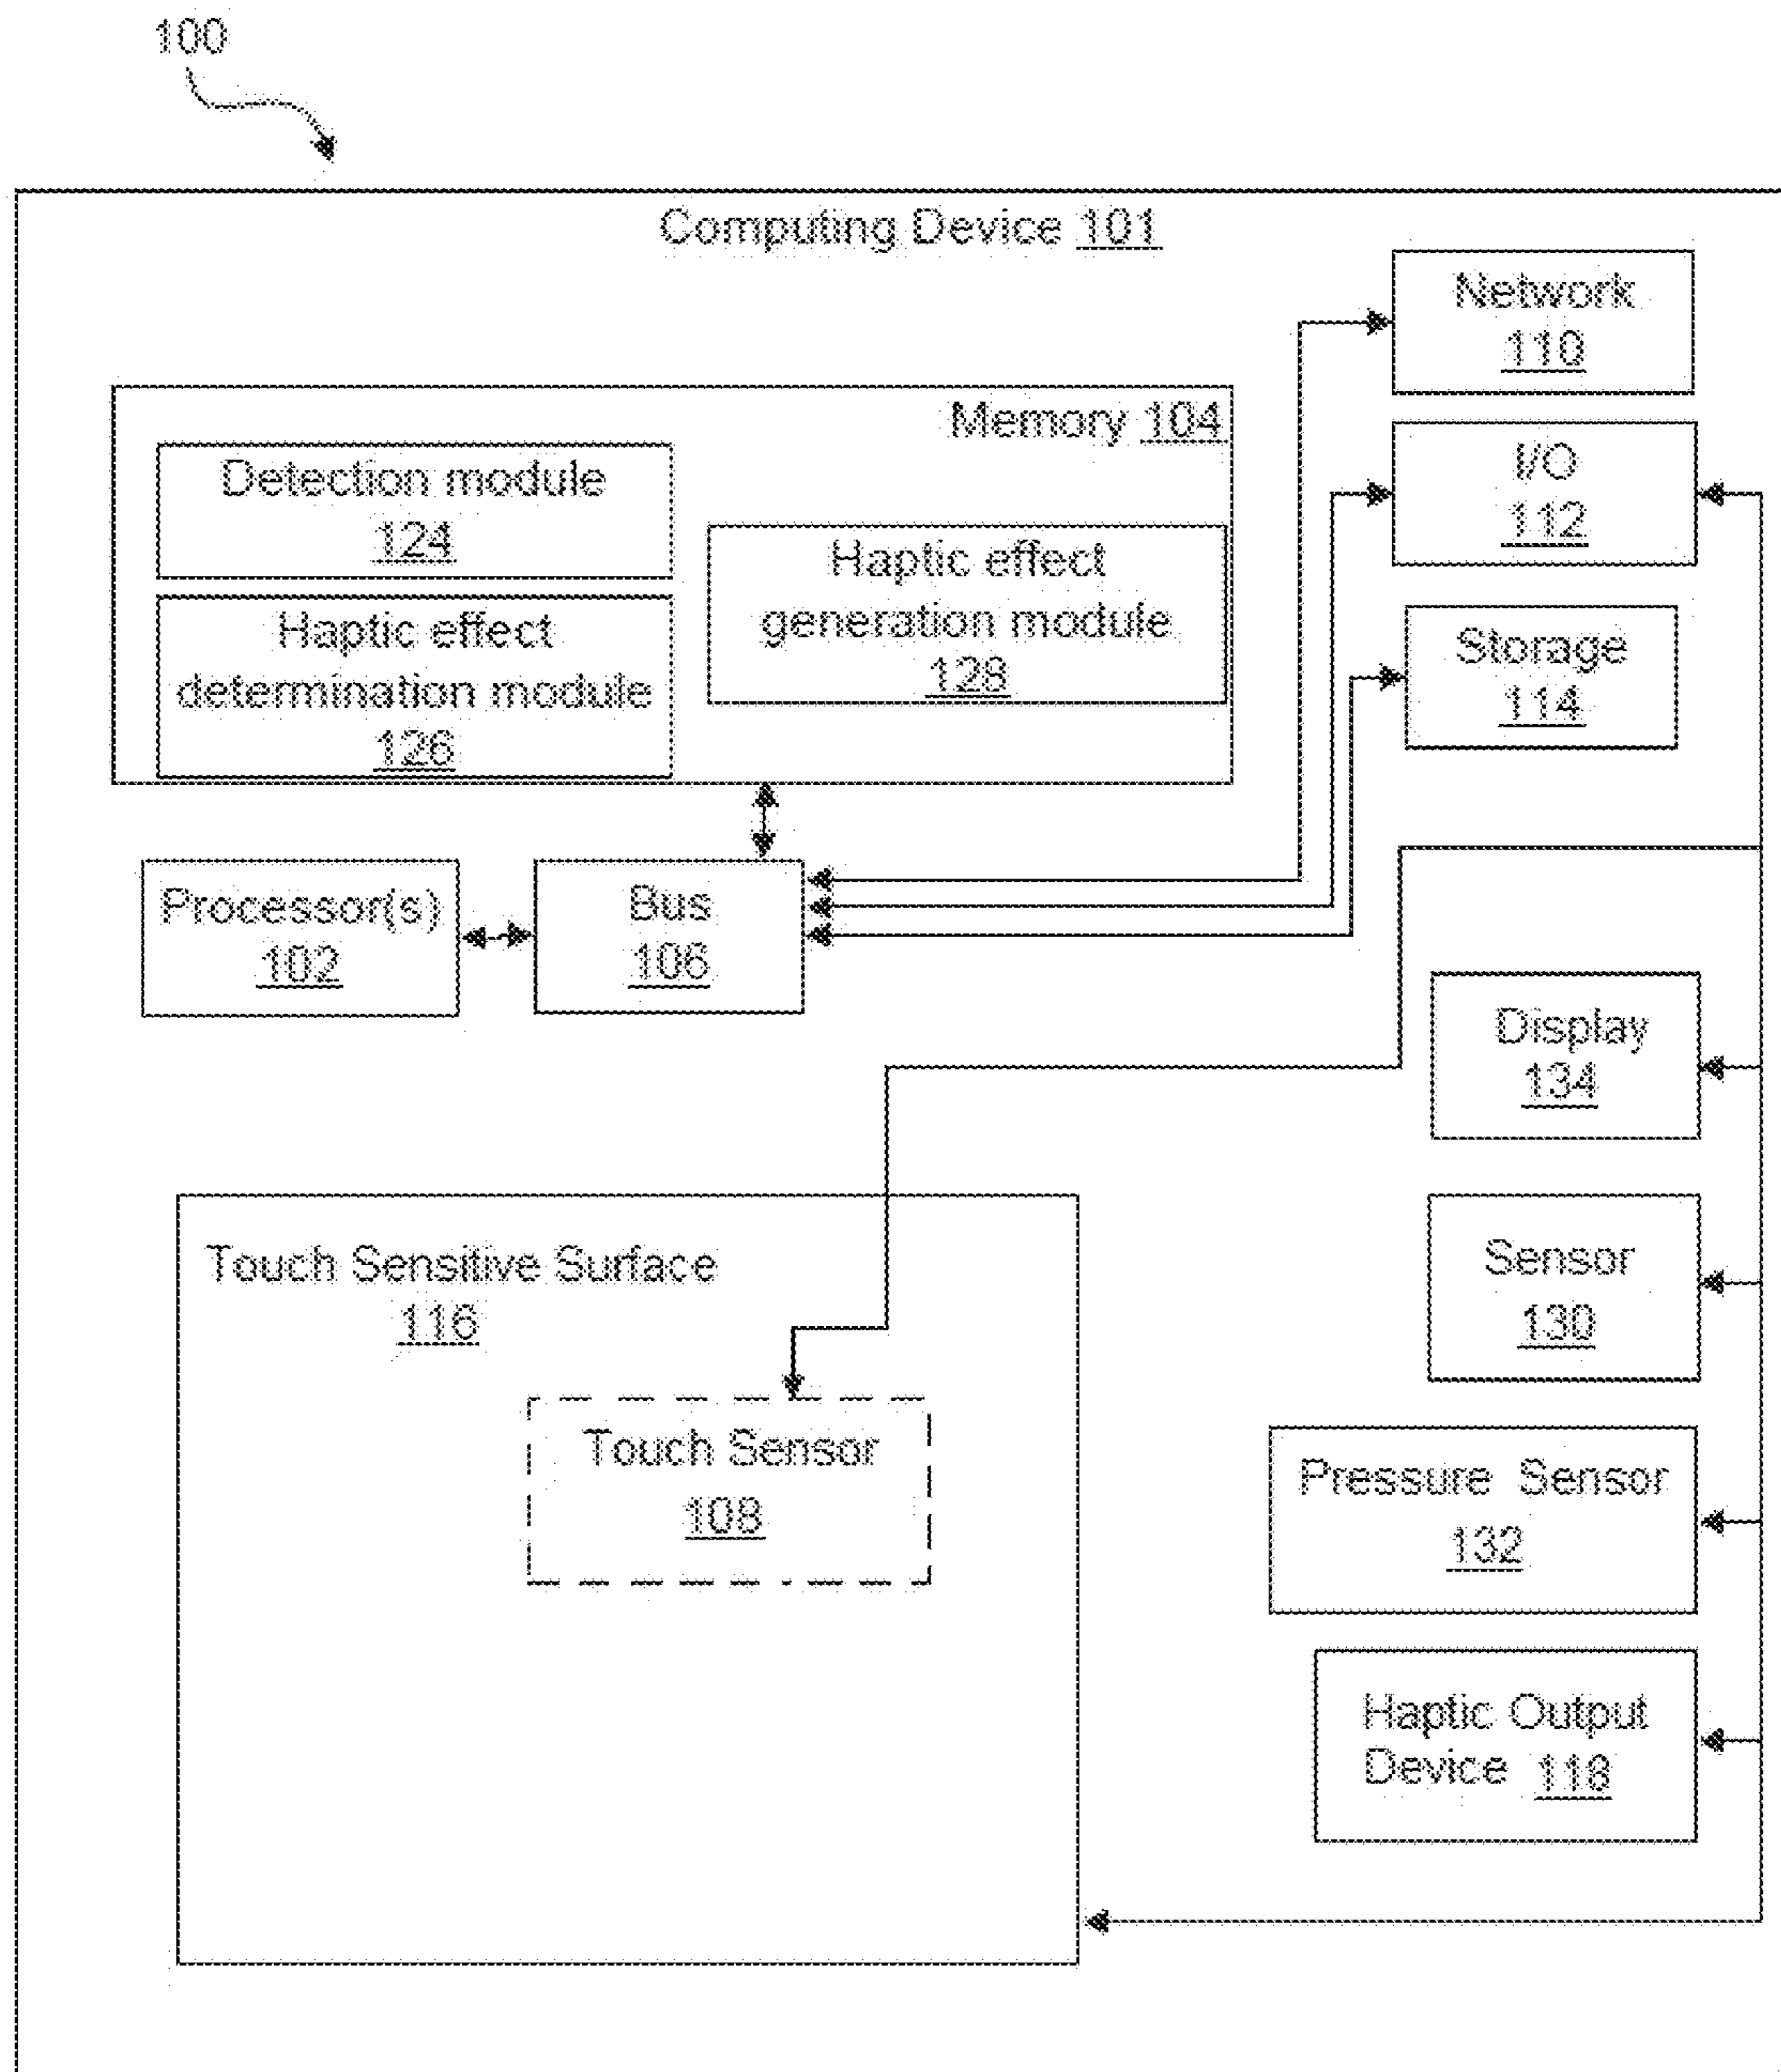 100
Computing Device 101
Network
110
Memory 104
I/O
112
Detection module
124
Haptic effect
generation module
128
Haptic effect
determination module
126
Storage
114
Processor(s)
102
Bus
106
Display
134
Touch Sensitive Surface
116
Sensor
130
Touch Sensor
108
Pressure Sensor
132
Haptic Output
Device 118